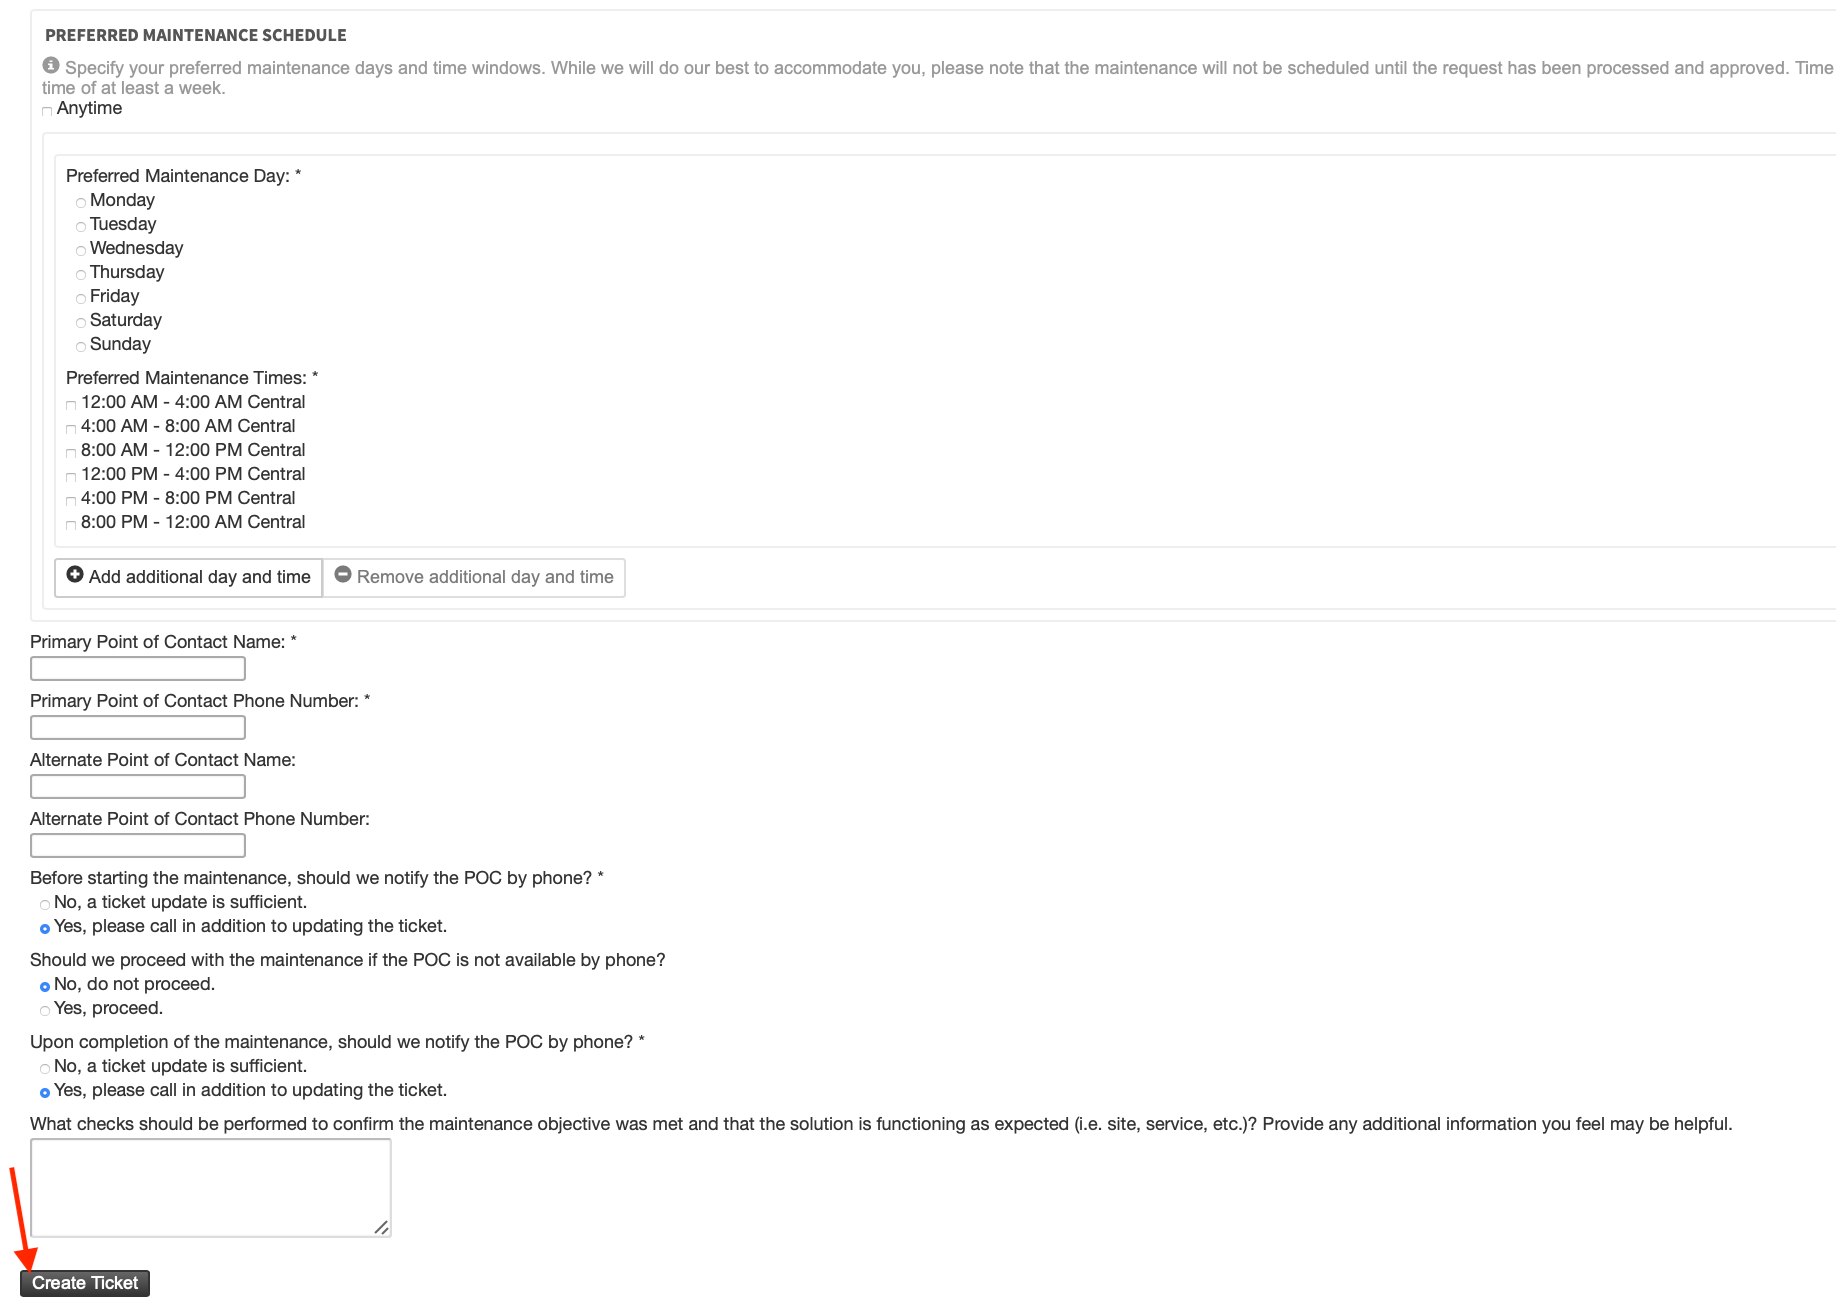 PREFERRED MAINTENANCE SCHEDULE
Specify your preferred maintenance days and time windows. While we will do our best to accommodate you, please note that the maintenance will not be scheduled until the request has been processed and approved. Time
time of at least a week.
Anytime
Preferred Maintenance Day: *
Monday
Tuesday
Wednesday
Thursday
Friday
Saturday
Sunday
Preferred Maintenance Times: *
12:00 AM - 4:00 AM Central
4:00 AM - 8:00 AM Central
8:00 AM - 12:00 PM Central
12:00 PM - 4:00 PM Central
4:00 PM - 8:00 PM Central
8:00 PM - 12:00 AM Central
Add additional day and time Remove additional day and time
Primary Point of Contact Name: *
Primary Point of Contact Phone Number: *
Alternate Point of Contact Name:
Alternate Point of Contact Phone Number:
Before starting the maintenance, should we notify the POC by phone? *
No, a ticket update is sufficient.
Yes, please call in addition to updating the ticket.
Should we proceed with the maintenance if the POC is not available by phone?
No, do not proceed.
Yes, proceed.
Upon completion of the maintenance, should we notify the POC by phone? *
No, a ticket update is sufficient.
Yes, please call in addition to updating the ticket.
What checks should be performed to confirm the maintenance objective was met and that the solution is functioning as expected (i.e. site, service, etc.)? Provide any additional information you feel may be helpful.
Create Ticket